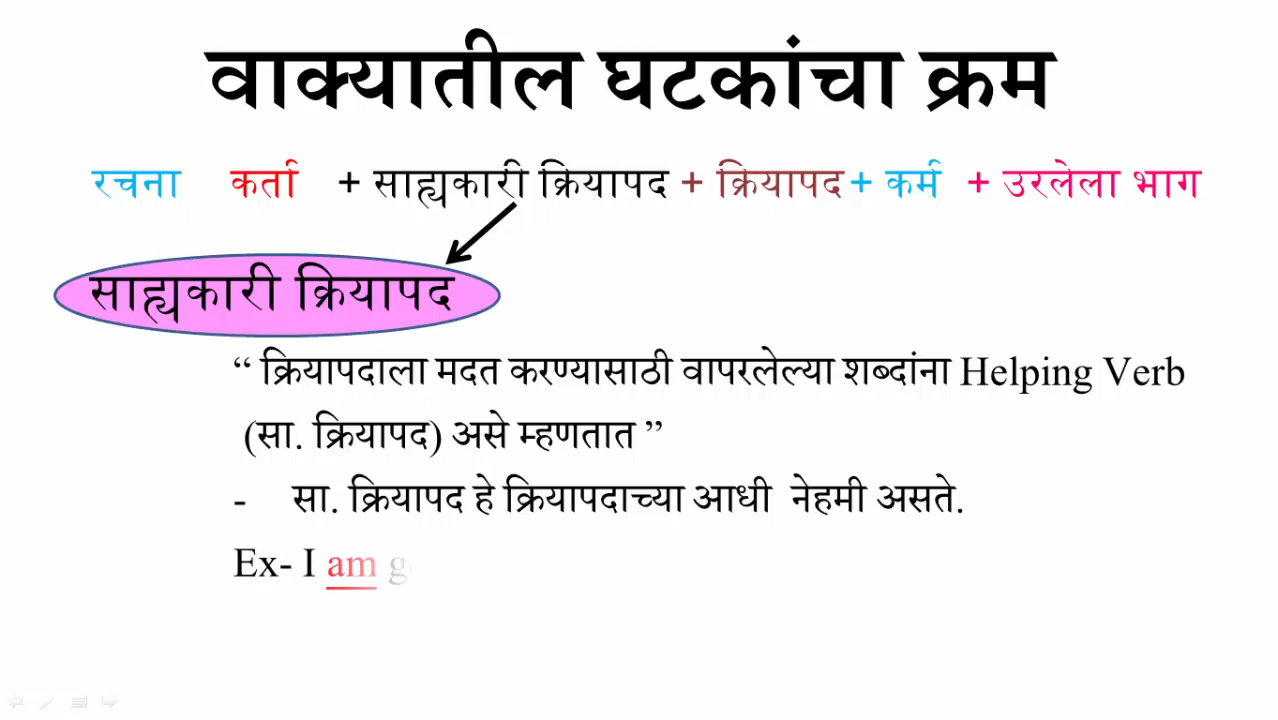 वाक्यातील घटकांचा क्रम
रचना कर्ता + साह्यकारी क्रियापद + क्रियापद + कर्म + उरलेला भाग
साह्यकारी क्रियापद
“ क्रियापदाला मदत करण्यासाठी वापरलेल्या शब्दांना Helping Verb
(सा. क्रियापद) असे म्हणतात ”
- सा. क्रियापद हे क्रियापदाच्या आधी नेहमी असते.
Ex- I am g